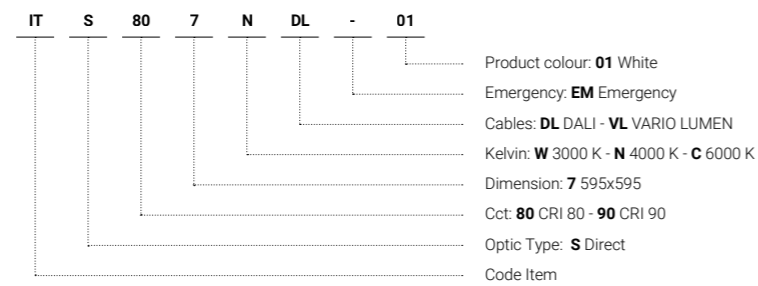 IT S 80 7 N DL - 01
Product colour: 01 White
Emergency: EM Emergency
Cables: DL DALI - VL VARIO LUMEN
Kelvin: W 3000 K - N 4000 K - C 6000 K
Dimension: 7 595x595
Cct: 80 CRI 80 - 90 CRI 90
Optic Type: S Direct
Code Item